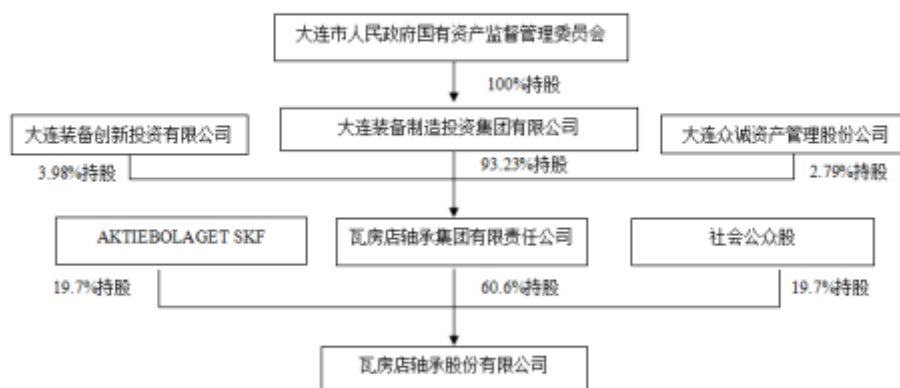 大连市人民政府国有资产监督管理委员会
100%持股
大连装备创新投资有限公司
大连装备制造投资集团有限公司
大连众诚资产管理股份公司
3.98%持股
93.23%持股
2.79%持股
AKTIEBOLAGET SKF
瓦房店轴承集团有限责任公司
社会公众股
19.7%持股
60.6%持股
19.7%持股
瓦房店轴承股份有限公司